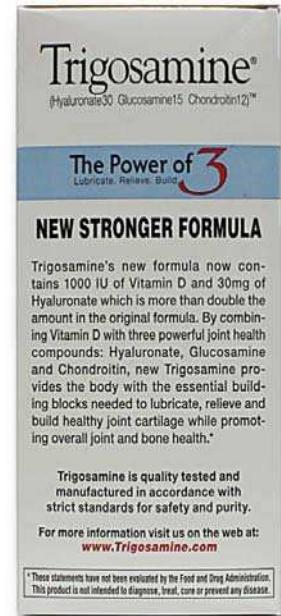 Trigosamine®
(Hyaluronate30 Glucosamine15 Chondroitin12)™
The Power of 3
Lubricate. Relieve. Build.
NEW STRONGER FORMULA
Trigosamine's new formula now con-
tains 1000 IU of Vitamin D and 30mg of
Hyaluronate which is more than double the
amount in the original formula. By combin-
ing Vitamin D with three powerful joint health
compounds: Hyaluronate, Glucosamine
and Chondroitin, new Trigosamine pro-
vides the body with the essential build-
ing blocks needed to lubricate, relieve and
build healthy joint cartilage while promot-
ing overall joint and bone health.*
Trigosamine is quality tested and
manufactured in accordance with
strict standards for safety and purity.
For more information visit us on the web at:
www.Trigosamine.com
* These statements have not been evaluated by the Food and Drug Administration.
This product is not intended to diagnose, treat, cure or prevent any disease.